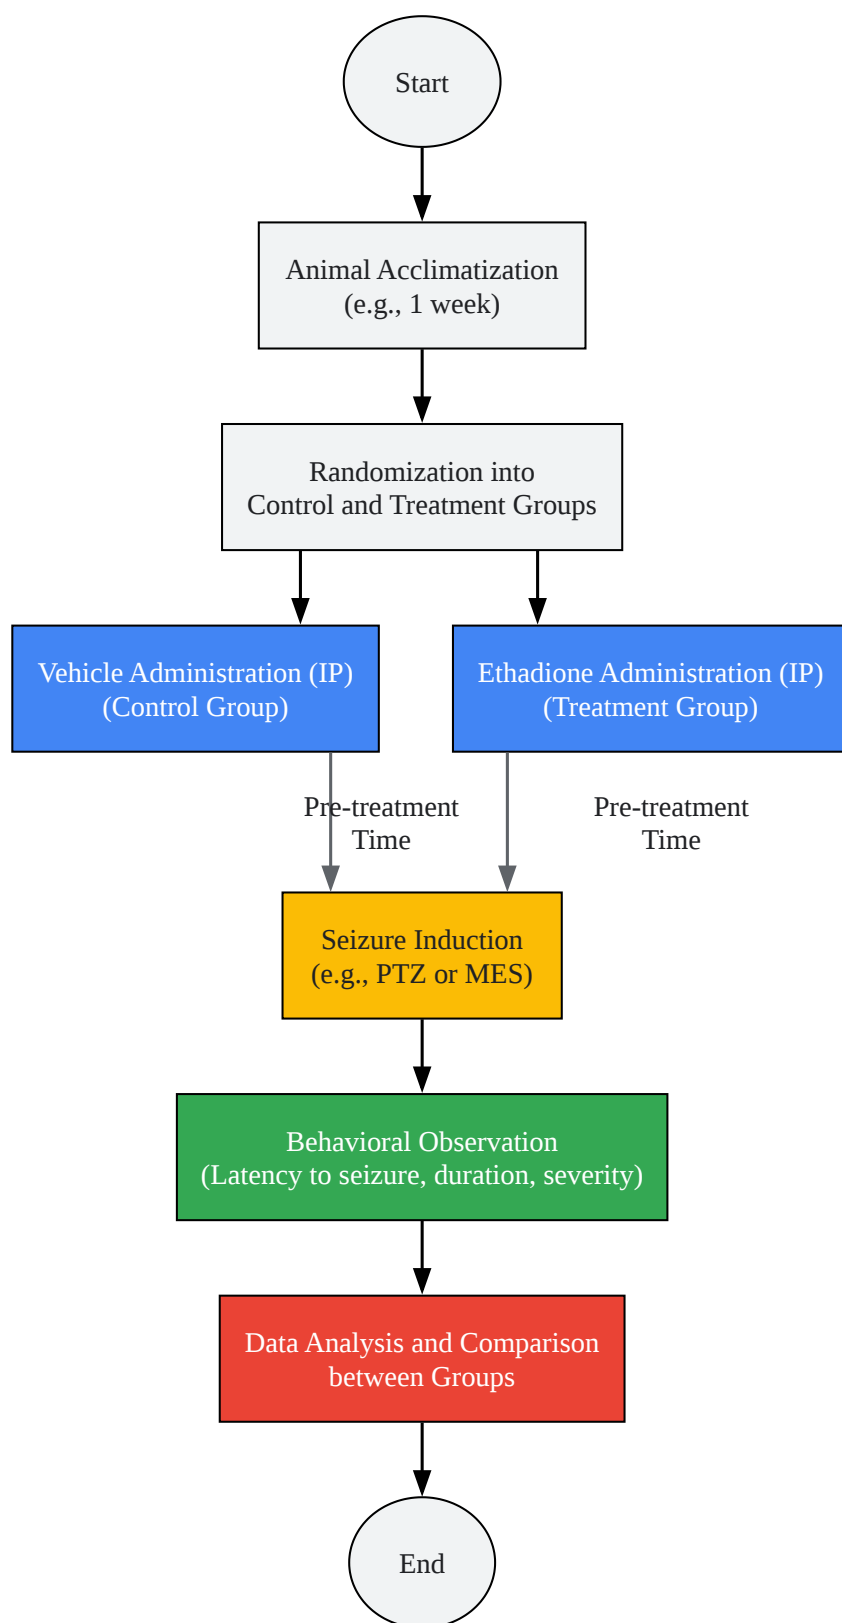 Start
Animal Acclimatization
(e.g., 1 week)
Randomization into
Control and Treatment Groups
Vehicle Administration (IP)
(Control Group)
Ethadione Administration (IP)
(Treatment Group)
Pre-treatment
Time
Pre-treatment
Time
Seizure Induction
(e.g., PTZ or MES)
Behavioral Observation
(Latency to seizure, duration, severity)
Data Analysis and Comparison
between Groups
End